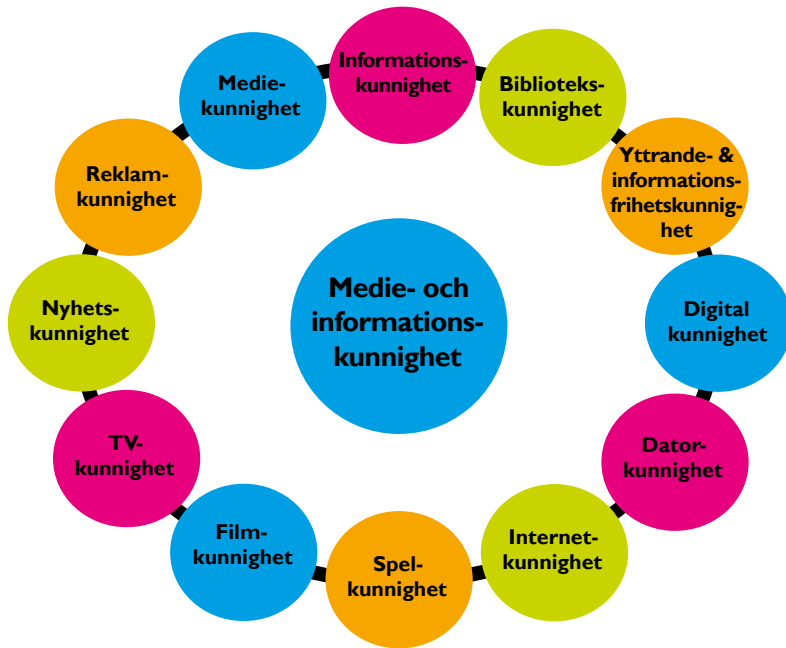 Informations-
kunnighet
Biblioteks-
kunnighet
Yttrande- &
informations-
frihetskunnig-
het
Digital
kunnighet
Dator-
kunnighet
Internet-
kunnighet
Spel-
kunnighet
Film-
kunnighet
TV-
kunnighet
Nyhets-
kunnighet
Reklam-
kunnighet
Medie-
kunnighet
Medie- och
informations-
kunnighet